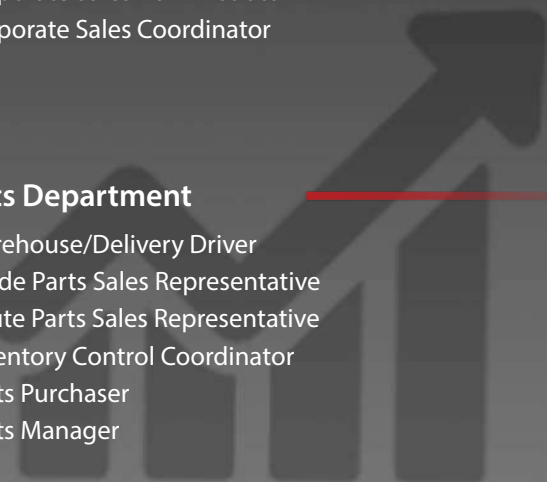 porate Sales Coordinator
ts Department
rehouse/Delivery Driver
de Parts Sales Representative
ute Parts Sales Representative
entory Control Coordinator
ts Purchaser
ts Manager